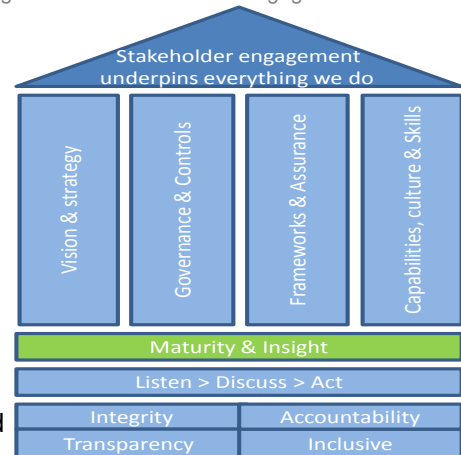 Stakeholder engagement
underpins everything we do
Vision & strategy
Governance & Controls
Frameworks & Assurance
Capabilities, culture & Skills
Maturity & Insight
Listen > Discuss > Act
Integrity
Accountability
Transparency
Inclusive